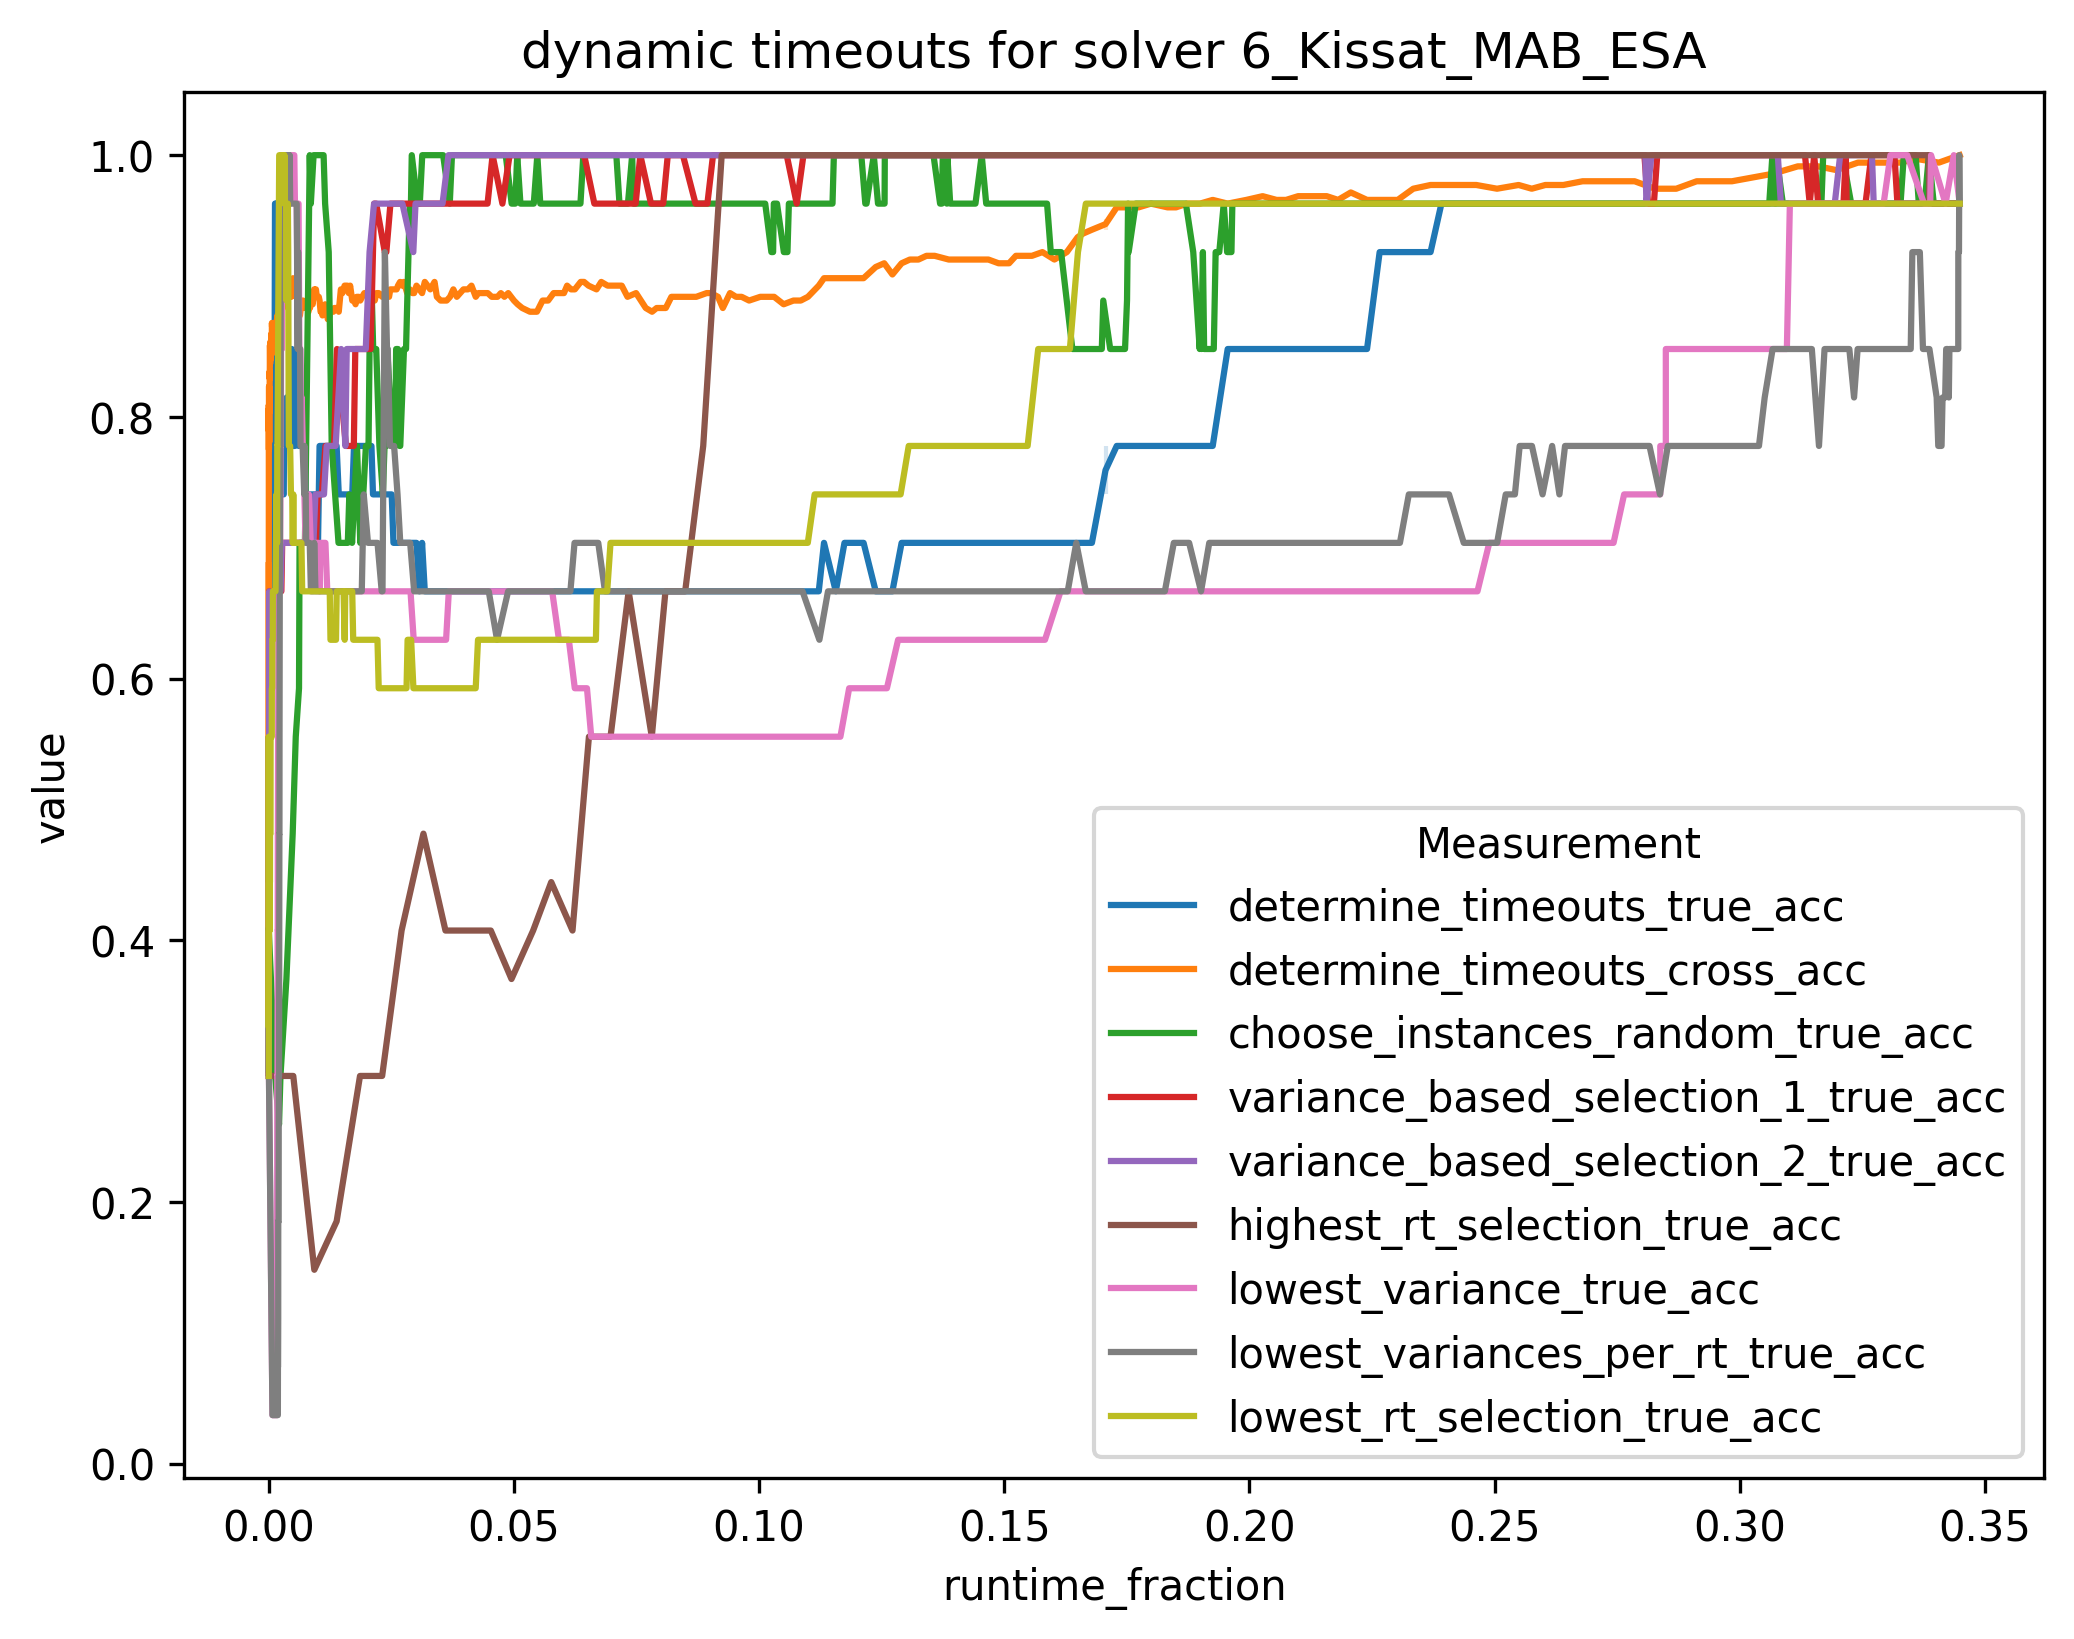 dynamic timeouts for solver 6_Kissat_MAB_ESA
1.0
0.8
0.6
0.4
0.2
0.0
value
0.00 0.05 0.10 0.15 0.20 0.25 0.30 0.35
runtime_fraction
Measurement
determine_timeouts_true_acc
determine_timeouts_cross_acc
choose_instances_random_true_acc
variance_based_selection_1_true_acc
variance_based_selection_2_true_acc
highest_rt_selection_true_acc
lowest_variance_true_acc
lowest_variances_per_rt_true_acc
lowest_rt_selection_true_acc